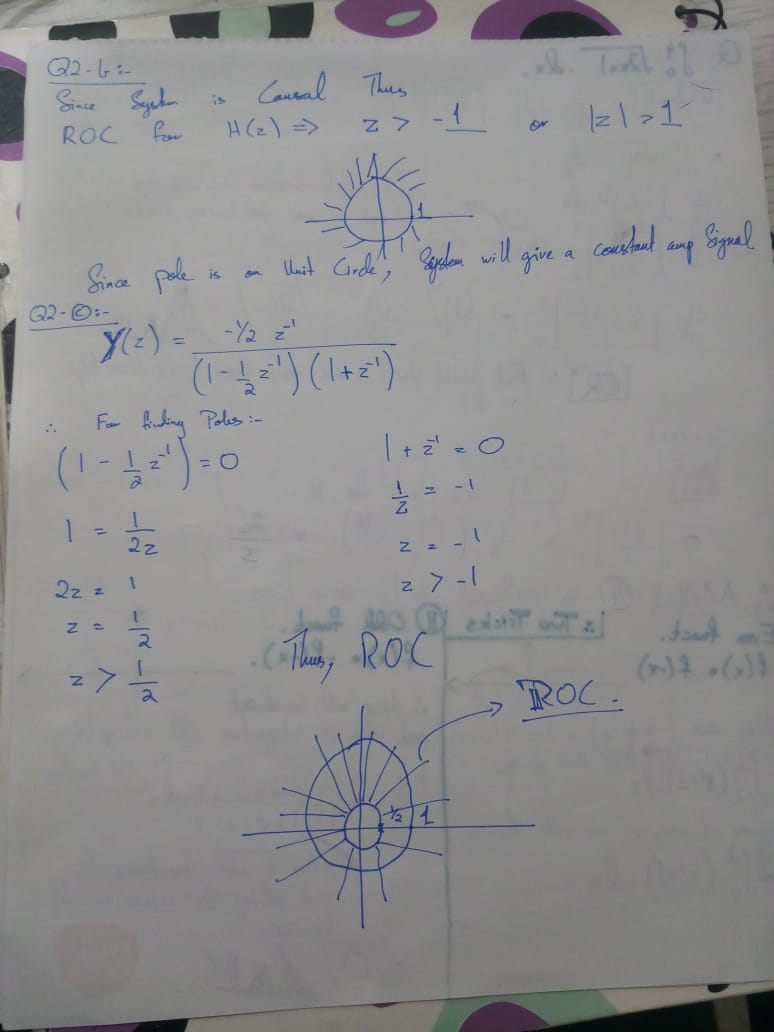 Q2-b:-
Since System is Causal Thus
ROC for H(z) => z > -1 or |z| > 1
1
Since pole is on Unit Circle, System will give a constant amp Signal
Q2-©:-
Y(z) = -1/2 z⁻¹ / (1 - 1/2 z⁻¹) (1 + z⁻¹)
∴ For finding Poles:-
(1 - 1/2 z⁻¹) = 0
1 = 1/2z
2z = 1
z = 1/2
z > 1/2
1 + z⁻¹ = 0
1/z = -1
z = -1
z > -1
Thus, ROC
ROC.
1/2 1